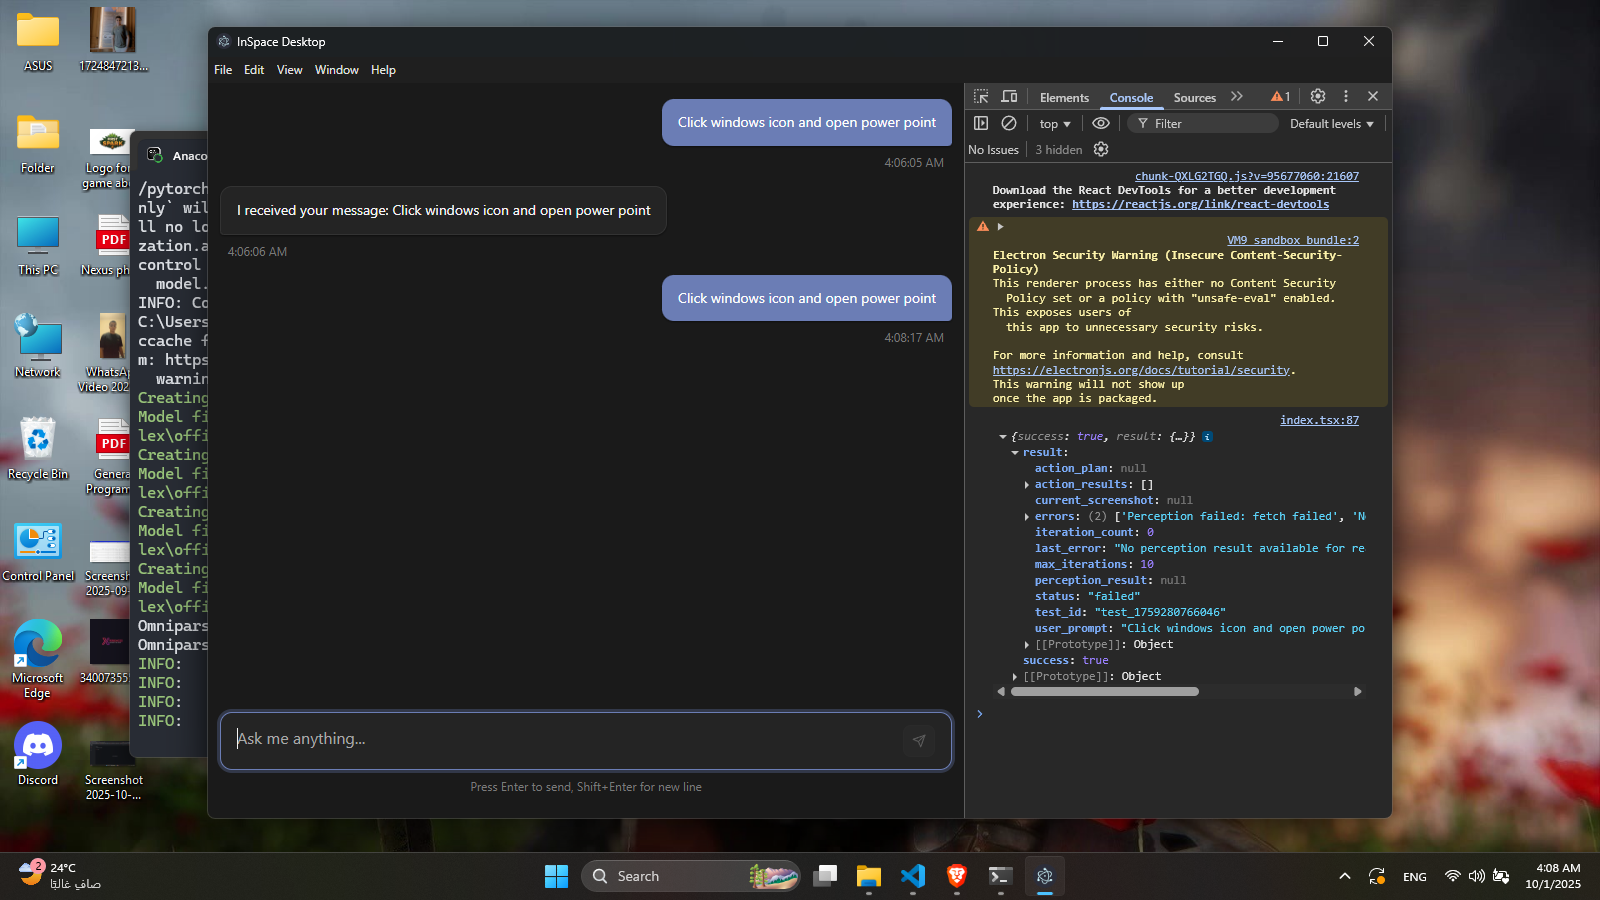 ASUS
1724847213...
Folder
Logo for
game abo
This PC
PDF
Nexus ph
Network
WhatsAp
Video 202
Recycle Bin
PDF
Genera
Program
Control Panel
Screensh
2025-09-
Microsoft
Edge
34007355
Discord
Screenshot
2025-10-...
Anaco
/pytorch
nly` wil
ll no lo
zation.a
control
model.
INFO: Co
C:\Users
ccache f
m: https
warnin
Creating
Model fi
lex\offi
Creating
Model fi
lex\offi
Creating
Model fi
lex\offi
Creating
Model fi
lex\offi
Omnipars
Omnipars
INFO:
INFO:
INFO:
INFO:
InSpace Desktop
File Edit View Window Help
Click windows icon and open power point
4:06:05 AM
I received your message: Click windows icon and open power point
4:06:06 AM
Click windows icon and open power point
4:08:17 AM
Ask me anything...
Press Enter to send, Shift+Enter for new line
Elements Console Sources 1
top Filter Default levels
No Issues 3 hidden
chunk-QXLG2TGQ.js?v=95677060:21607
Download the React DevTools for a better development
experience: https://reactjs.org/link/react-devtools
VM9 sandbox_bundle:2
Electron Security Warning (Insecure Content-Security-
Policy)
This renderer process has either no Content Security
Policy set or a policy with "unsafe-eval" enabled.
This exposes users of
this app to unnecessary security risks.
For more information and help, consult
https://electronjs.org/docs/tutorial/security.
This warning will not show up
once the app is packaged.
index.tsx:87
{success: true, result: {…}}
result:
action_plan: null
action_results: []
current_screenshot: null
errors: (2) ['Perception failed: fetch failed', 'N
iteration_count: 0
last_error: "No perception result available for re
max_iterations: 10
perception_result: null
status: "failed"
test_id: "test_1759280766046"
user_prompt: "Click windows icon and open power po
[[Prototype]]: Object
success: true
[[Prototype]]: Object
2
24°C
صافي غالبًا
Search
ENG
4:08 AM
10/1/2025